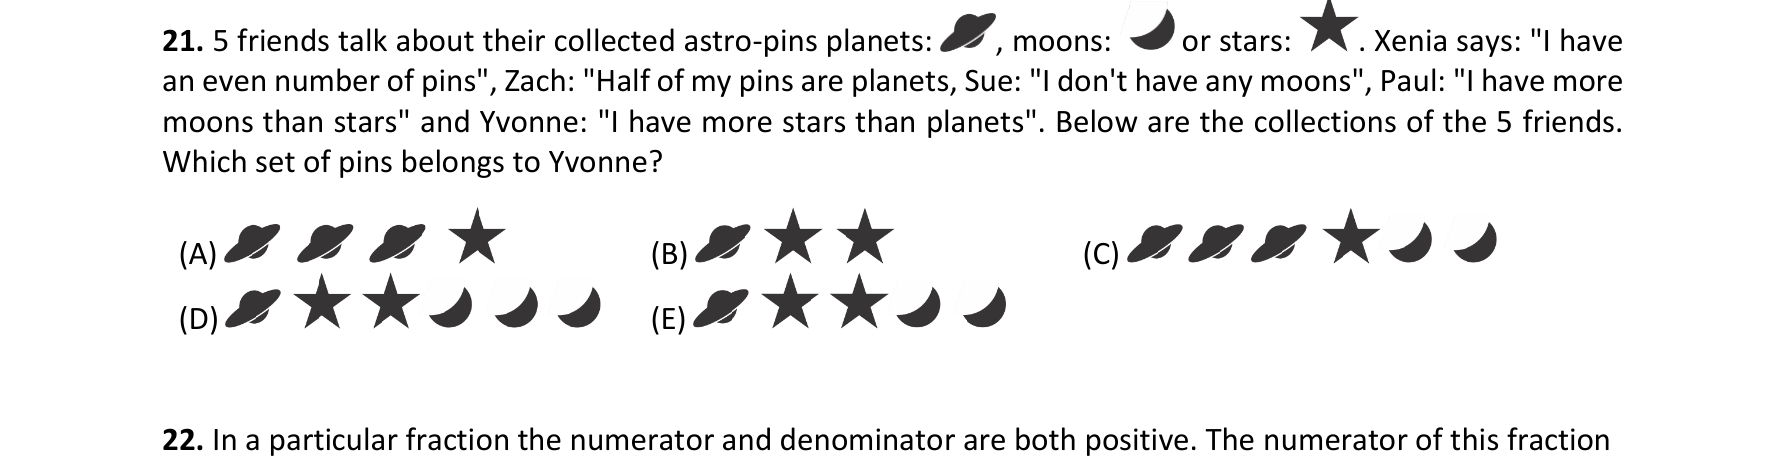 21. 5 friends talk about their collected astro-pins planets: , moons: or stars: . Xenia says: "I have
an even number of pins", Zach: "Half of my pins are planets, Sue: "I don't have any moons", Paul: "I have more
moons than stars" and Yvonne: "I have more stars than planets". Below are the collections of the 5 friends.
Which set of pins belongs to Yvonne?
(A) (B) (C)
(D) (E)
22. In a particular fraction the numerator and denominator are both positive. The numerator of this fraction